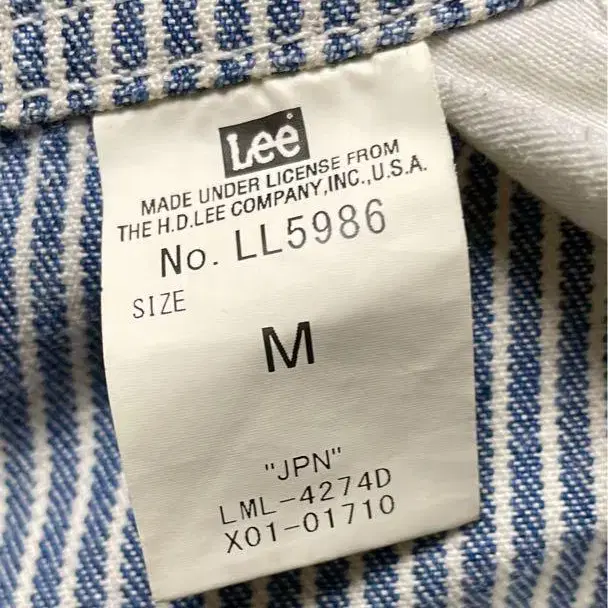 Lee
MADE UNDER LICENSE FROM
THE H.D.LEE COMPANY,INC.,U.S.A.
No. LL5986
SIZE
M
"JPN"
LML-4274D
X01-01710